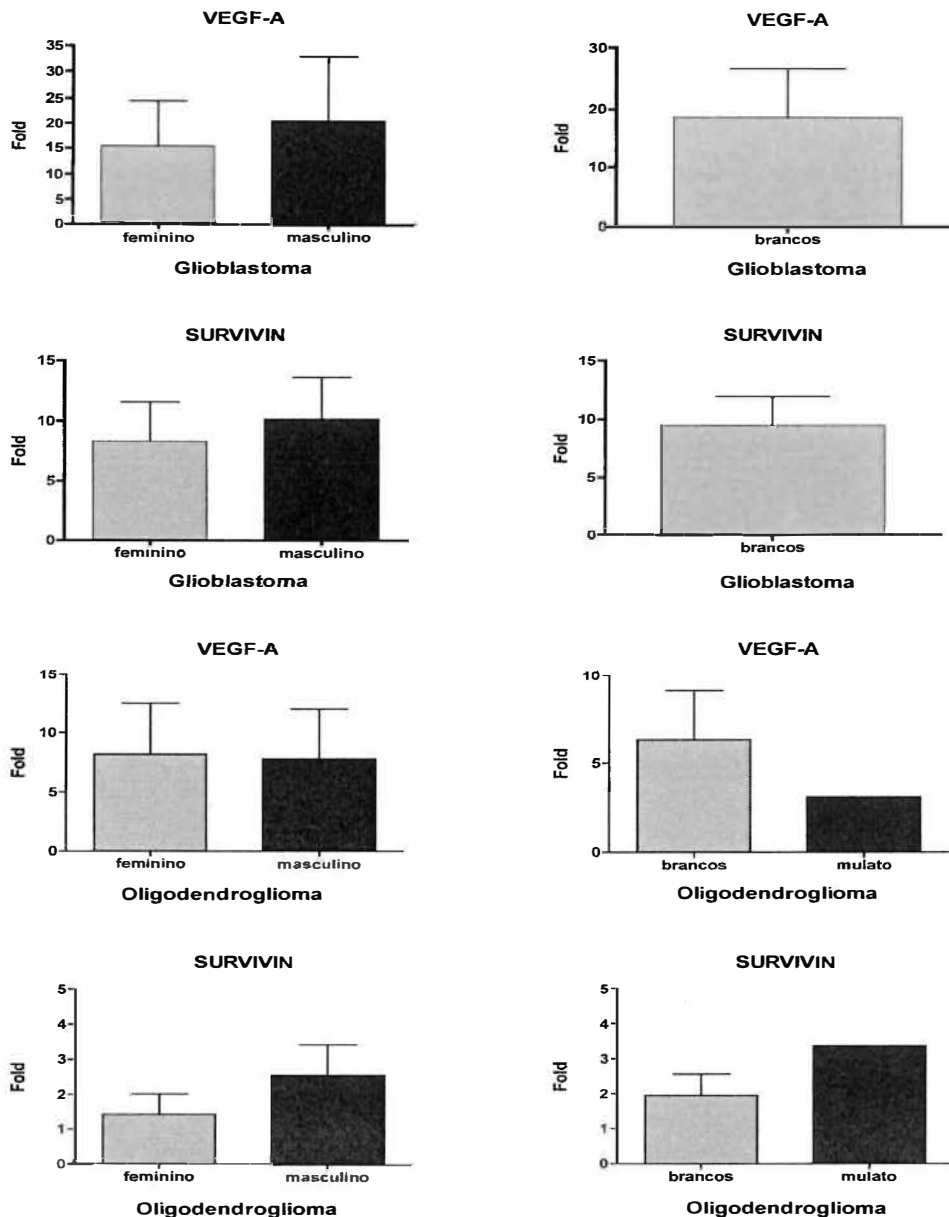 VEGF-A
35
30
25
20
15
10
5
0
Fold
feminino masculino
Glioblastoma
VEGF-A
30
20
10
0
Fold
brancos
Glioblastoma
SURVIVIN
15
10
5
0
Fold
feminino masculino
Glioblastoma
SURVIVIN
15
10
5
0
Fold
brancos
Glioblastoma
VEGF-A
15
10
5
0
Fold
feminino masculino
Oligodendroglioma
VEGF-A
10
5
0
Fold
brancos mulato
Oligodendroglioma
SURVIVIN
5
4
3
2
1
0
Fold
feminino masculino
Oligodendroglioma
SURVIVIN
5
4
3
2
1
0
Fold
brancos mulato
Oligodendroglioma